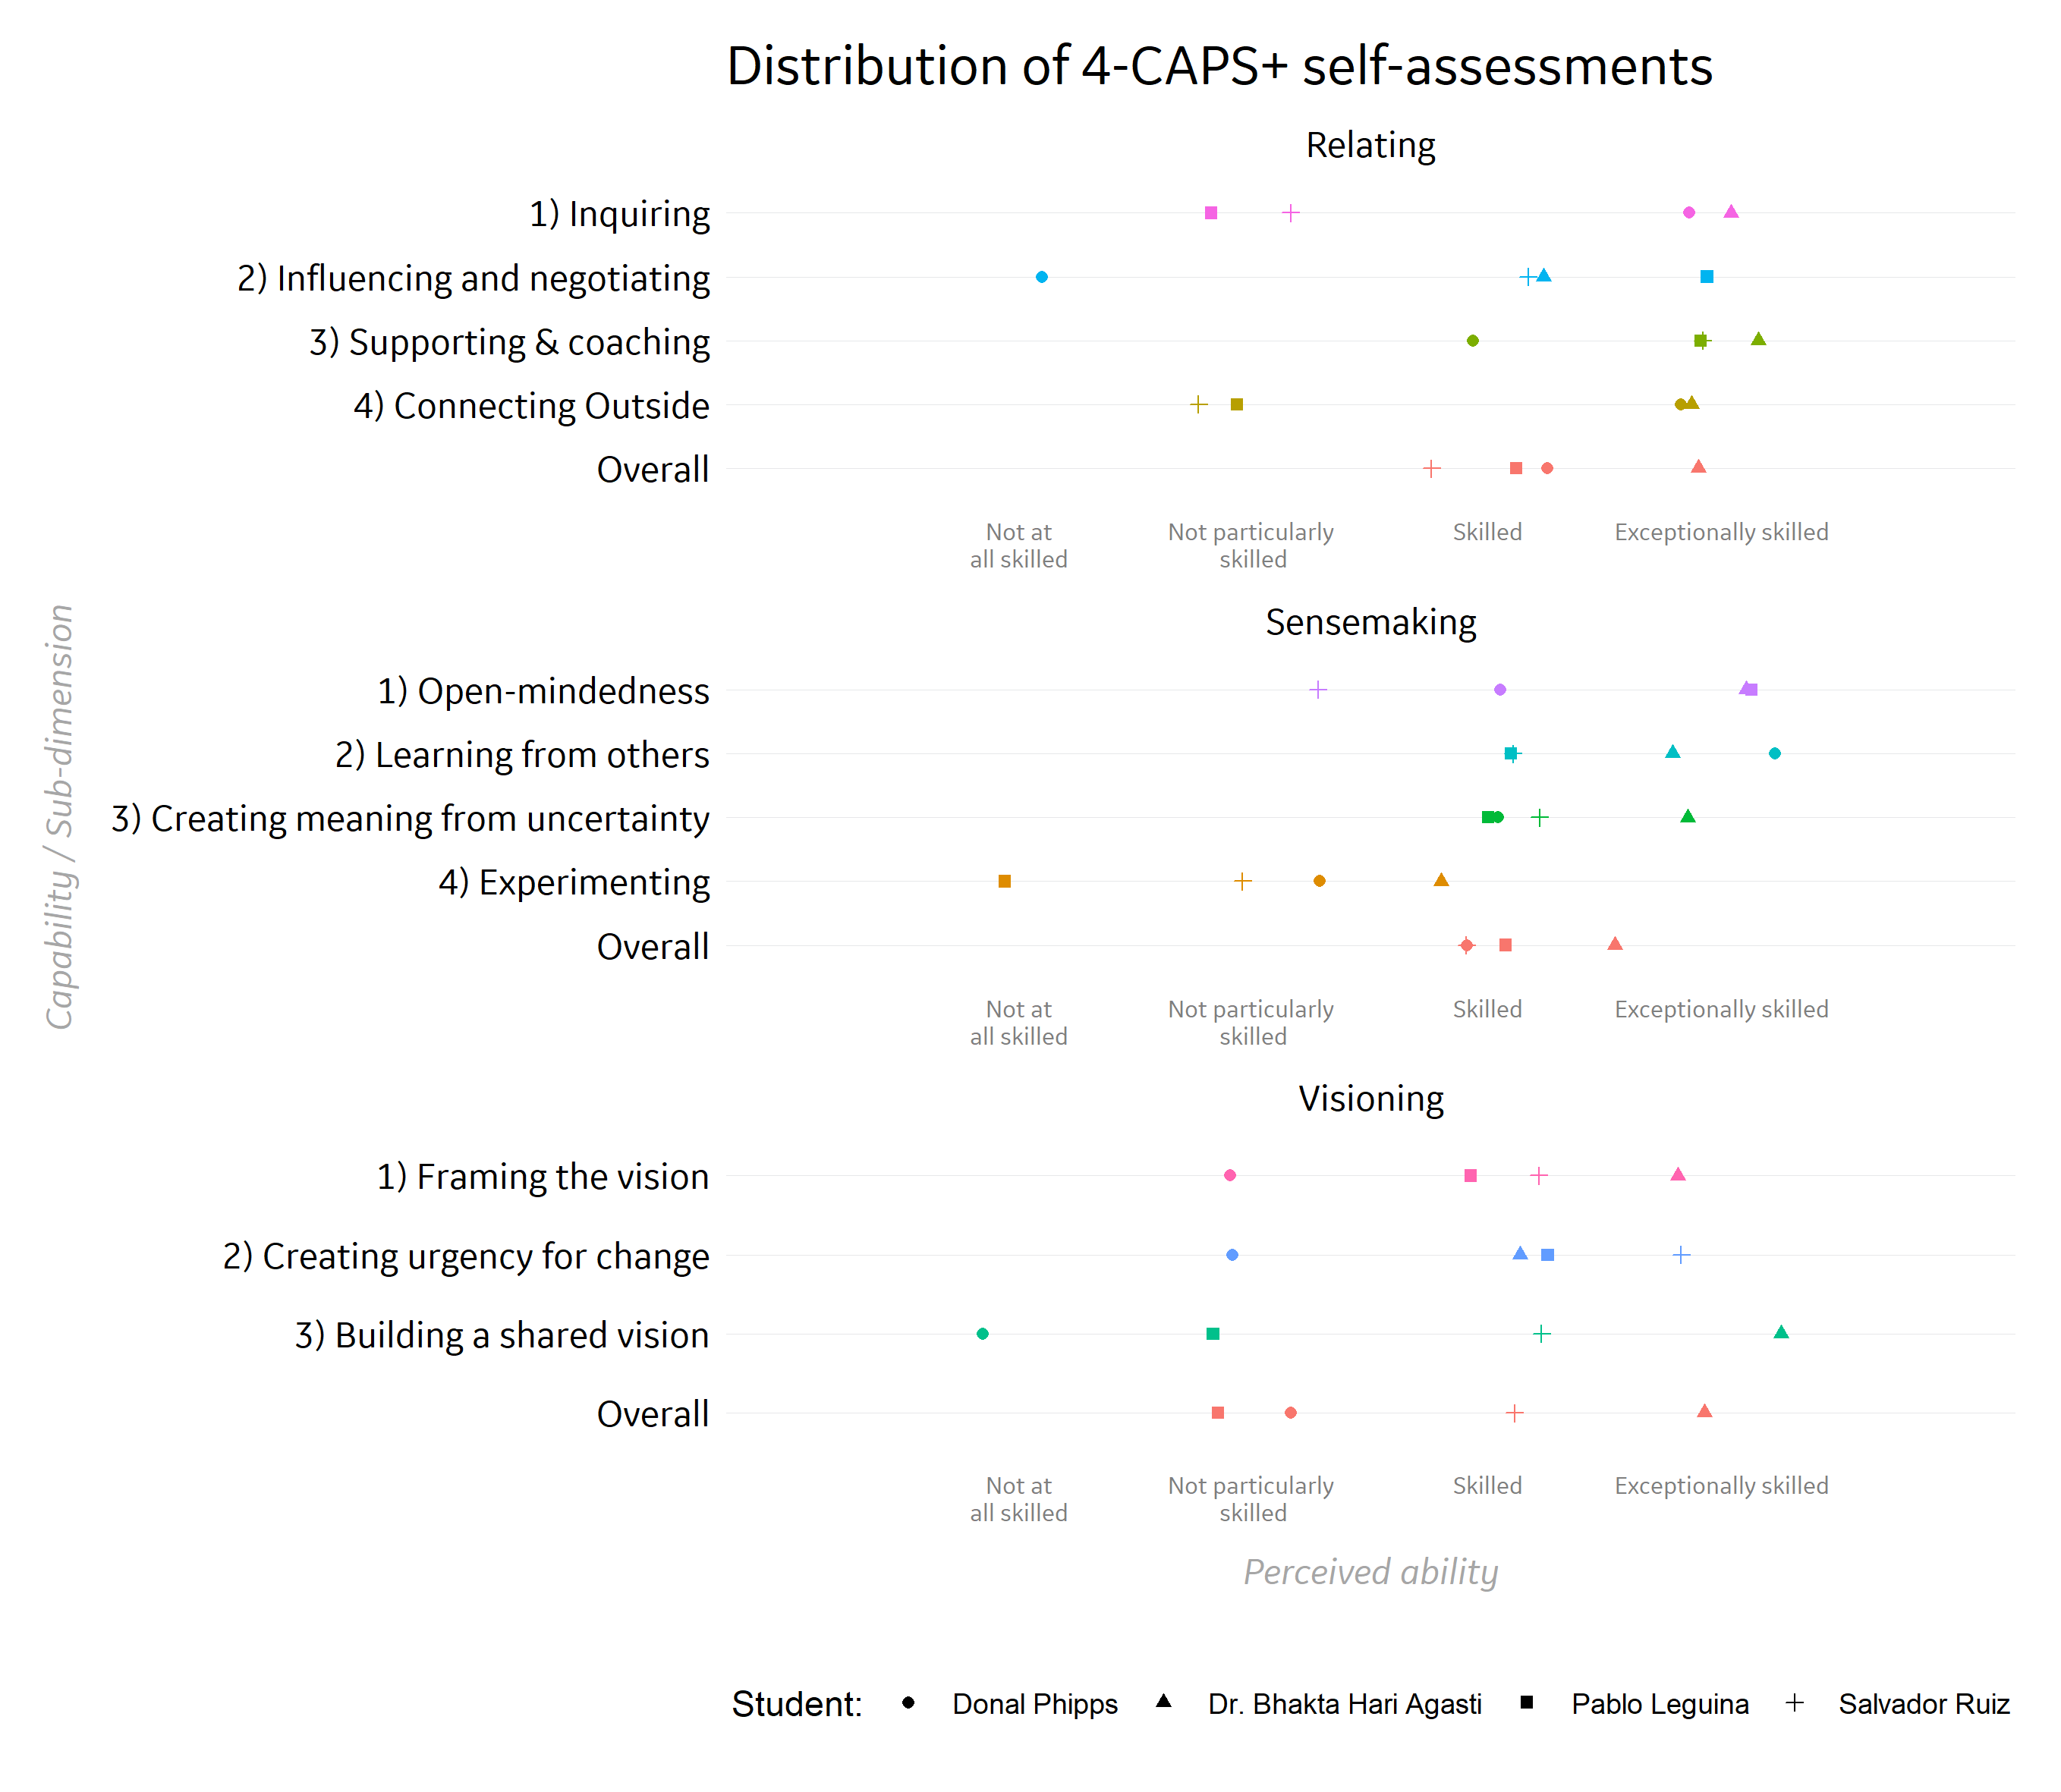 Distribution of 4-CAPS+ self-assessments
Relating
1) Inquiring
2) Influencing and negotiating
3) Supporting & coaching
4) Connecting Outside
Overall
Not at
all skilled
Not particularly
skilled
Skilled
Exceptionally skilled
Capability / Sub-dimension
Sensemaking
1) Open-mindedness
2) Learning from others
3) Creating meaning from uncertainty
4) Experimenting
Overall
Not at
all skilled
Not particularly
skilled
Skilled
Exceptionally skilled
Visioning
1) Framing the vision
2) Creating urgency for change
3) Building a shared vision
Overall
Not at
all skilled
Not particularly
skilled
Skilled
Exceptionally skilled
Perceived ability
Student: Donal Phipps Dr. Bhakta Hari Agasti Pablo Leguina Salvador Ruiz